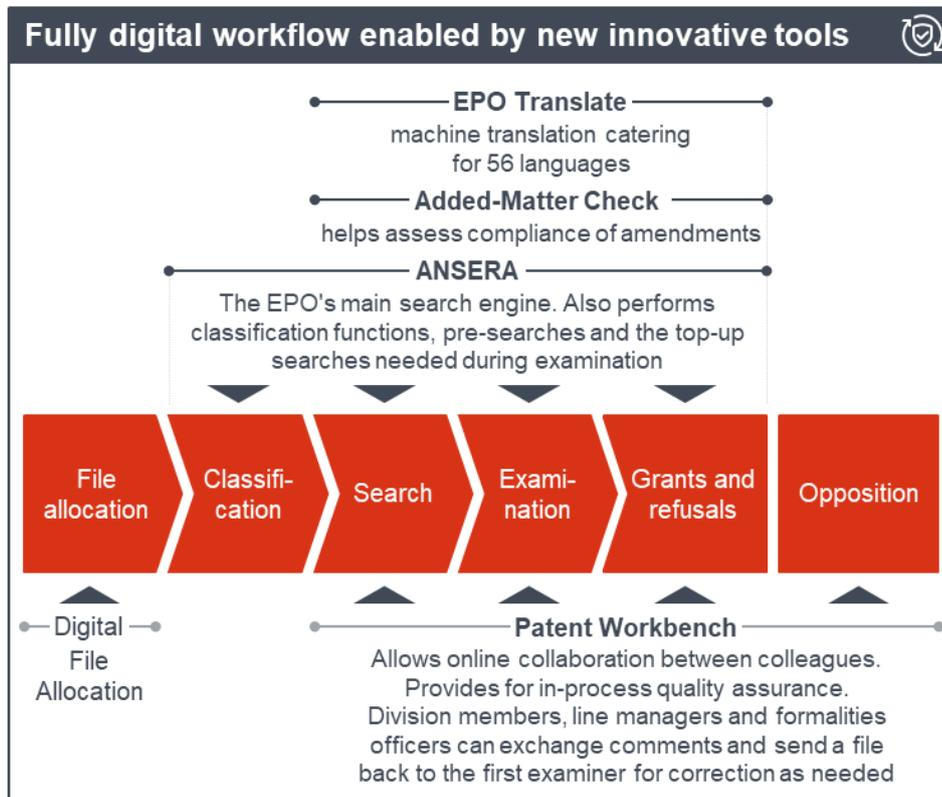 Fully digital workflow enabled by new innovative tools
EPO Translate
machine translation catering
for 56 languages
Added-Matter Check
helps assess compliance of amendments
ANSERA
The EPO's main search engine. Also performs
classification functions, pre-searches and the top-up
searches needed during examination
File
allocation
Classifi-
cation
Search
Exami-
nation
Grants and
refusals
Opposition
Digital
File
Allocation
Patent Workbench
Allows online collaboration between colleagues.
Provides for in-process quality assurance.
Division members, line managers and formalities
officers can exchange comments and send a file
back to the first examiner for correction as needed